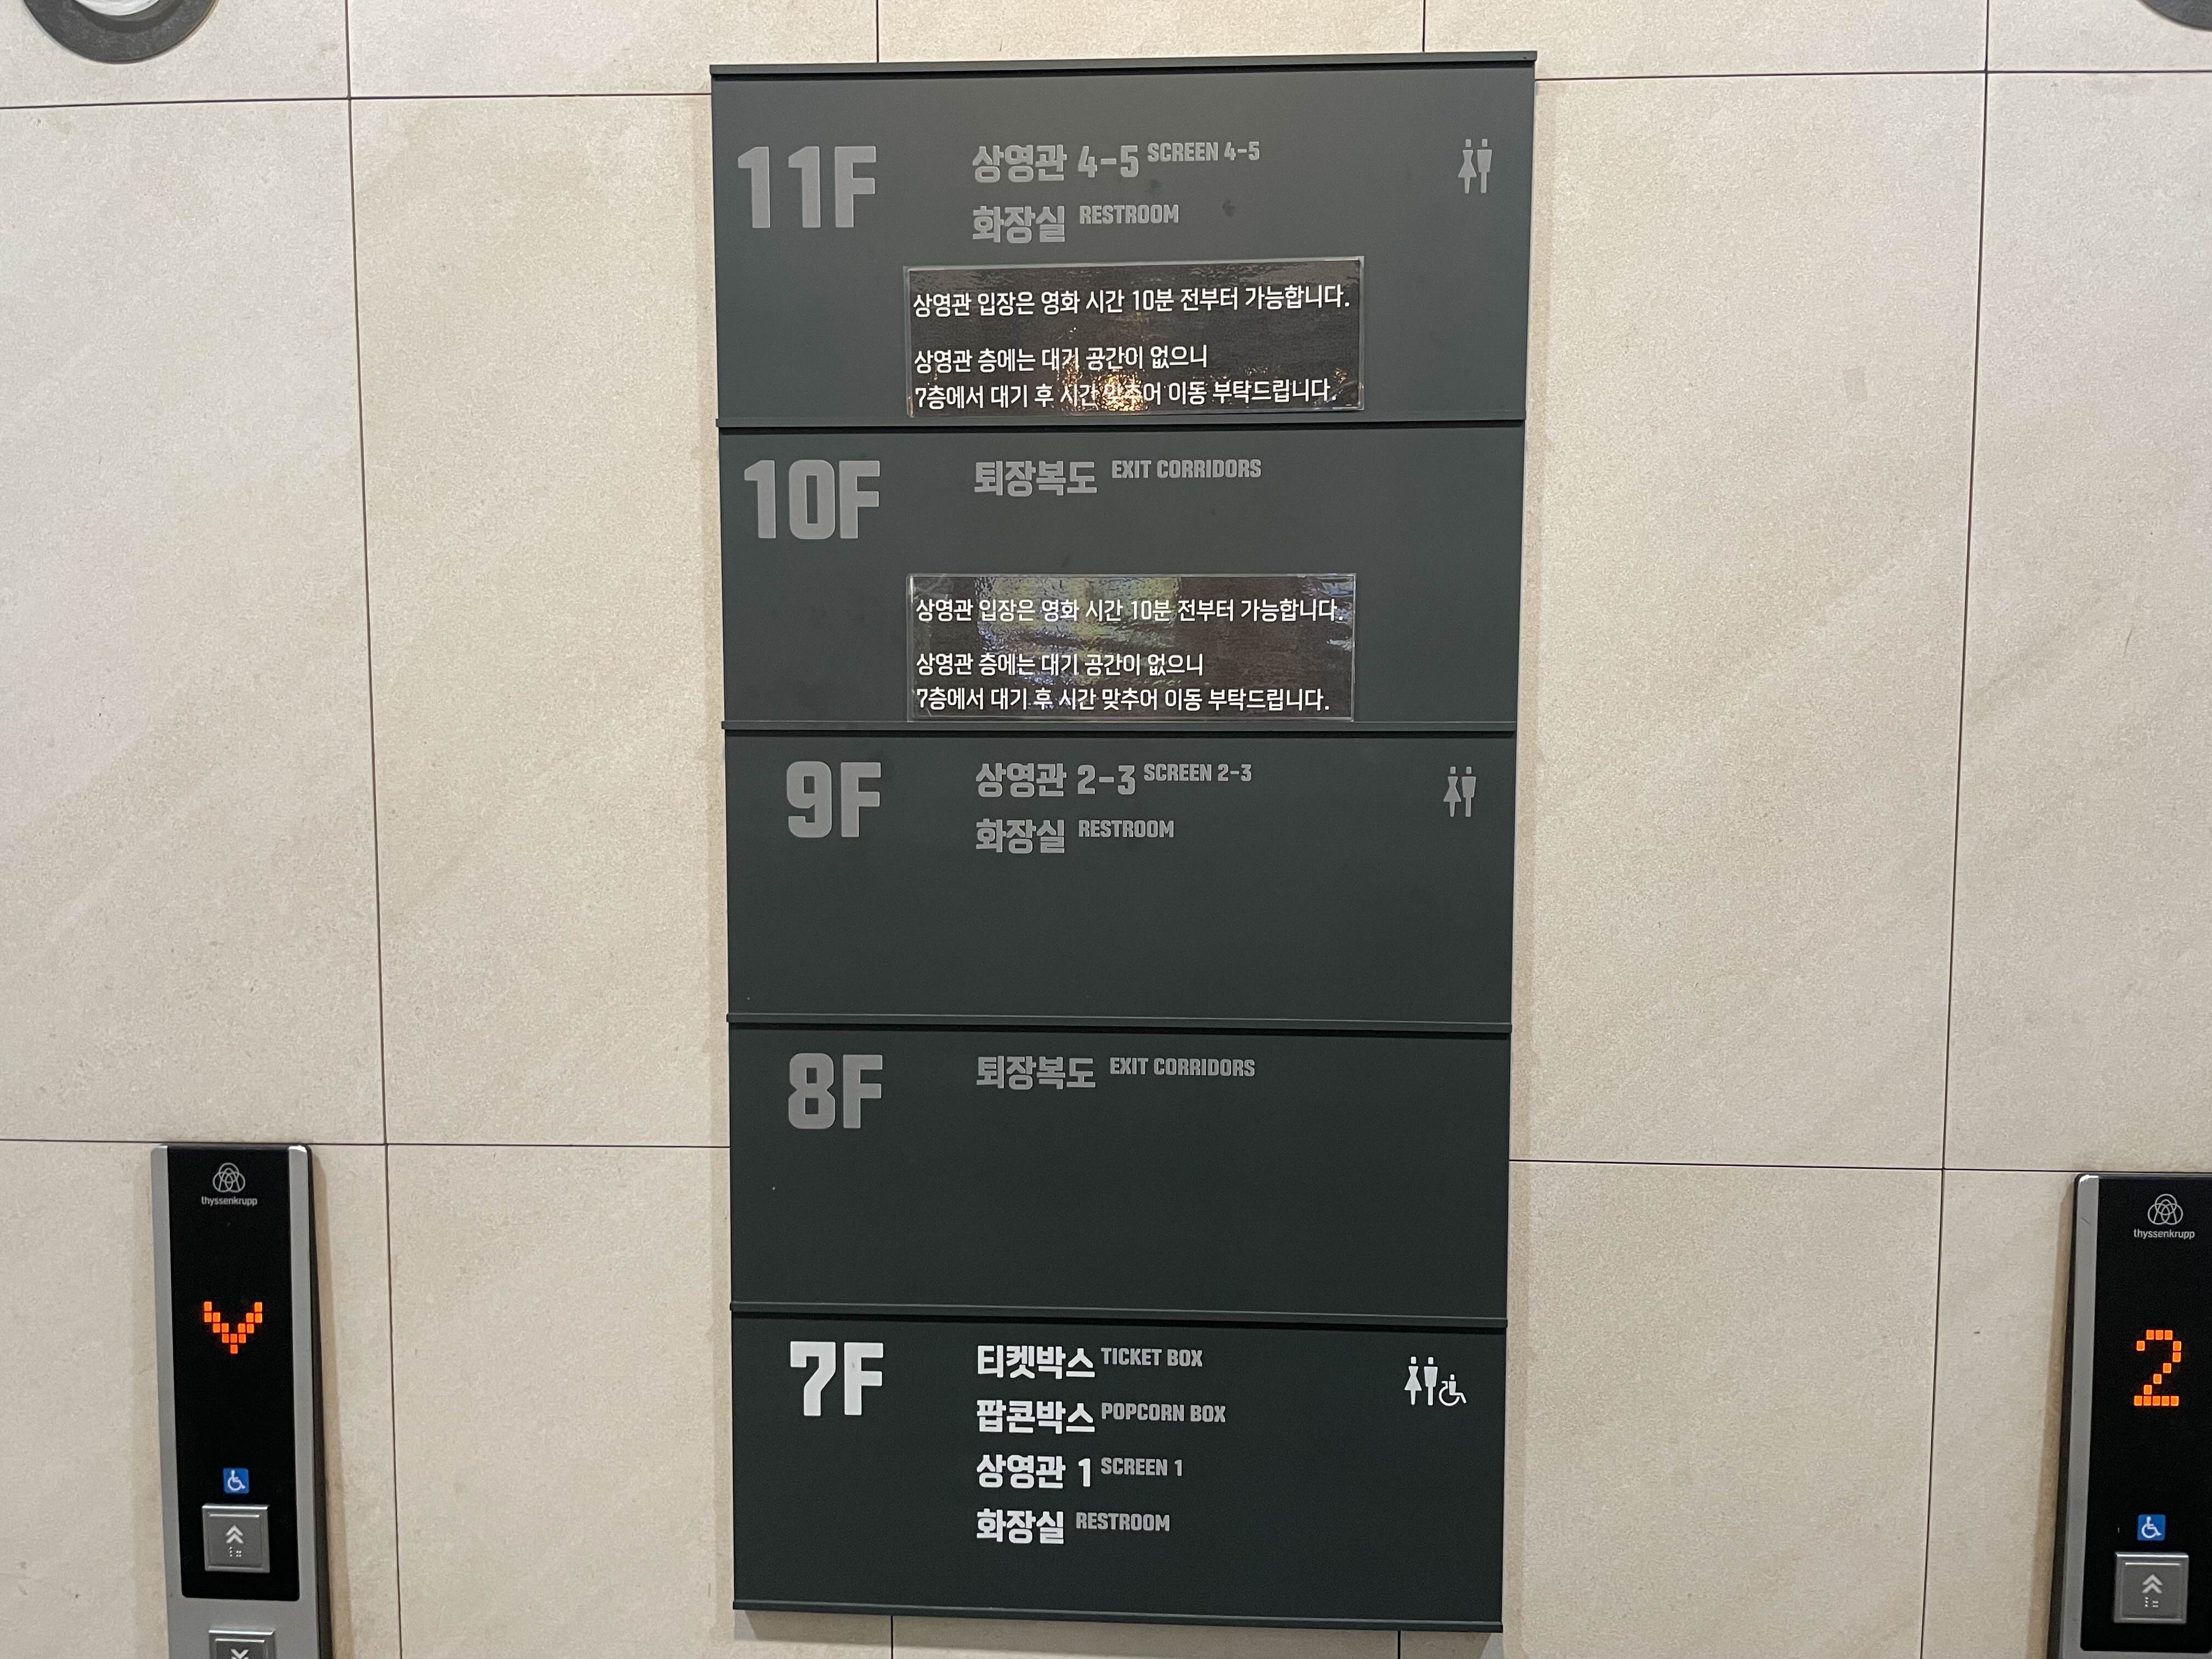 11F
상영관 4-5 SCREEN 4-5
화장실 RESTROOM
상영관 입장은 영화 시간 10분 전부터 가능합니다.
상영관 층에는 대기 공간이 없으니
7층에서 대기 후 시간 맞추어 이동 부탁드립니다.
10F
퇴장복도 EXIT CORRIDORS
상영관 입장은 영화 시간 10분 전부터 가능합니다.
상영관 층에는 대기 공간이 없으니
7층에서 대기 후 시간 맞추어 이동 부탁드립니다.
9F
상영관 2-3 SCREEN 2-3
화장실 RESTROOM
8F
퇴장복도 EXIT CORRIDORS
7F
티켓박스 TICKET BOX
팝콘박스 POPCORN BOX
상영관 1 SCREEN 1
화장실 RESTROOM
thyssenkrupp
thyssenkrupp
2